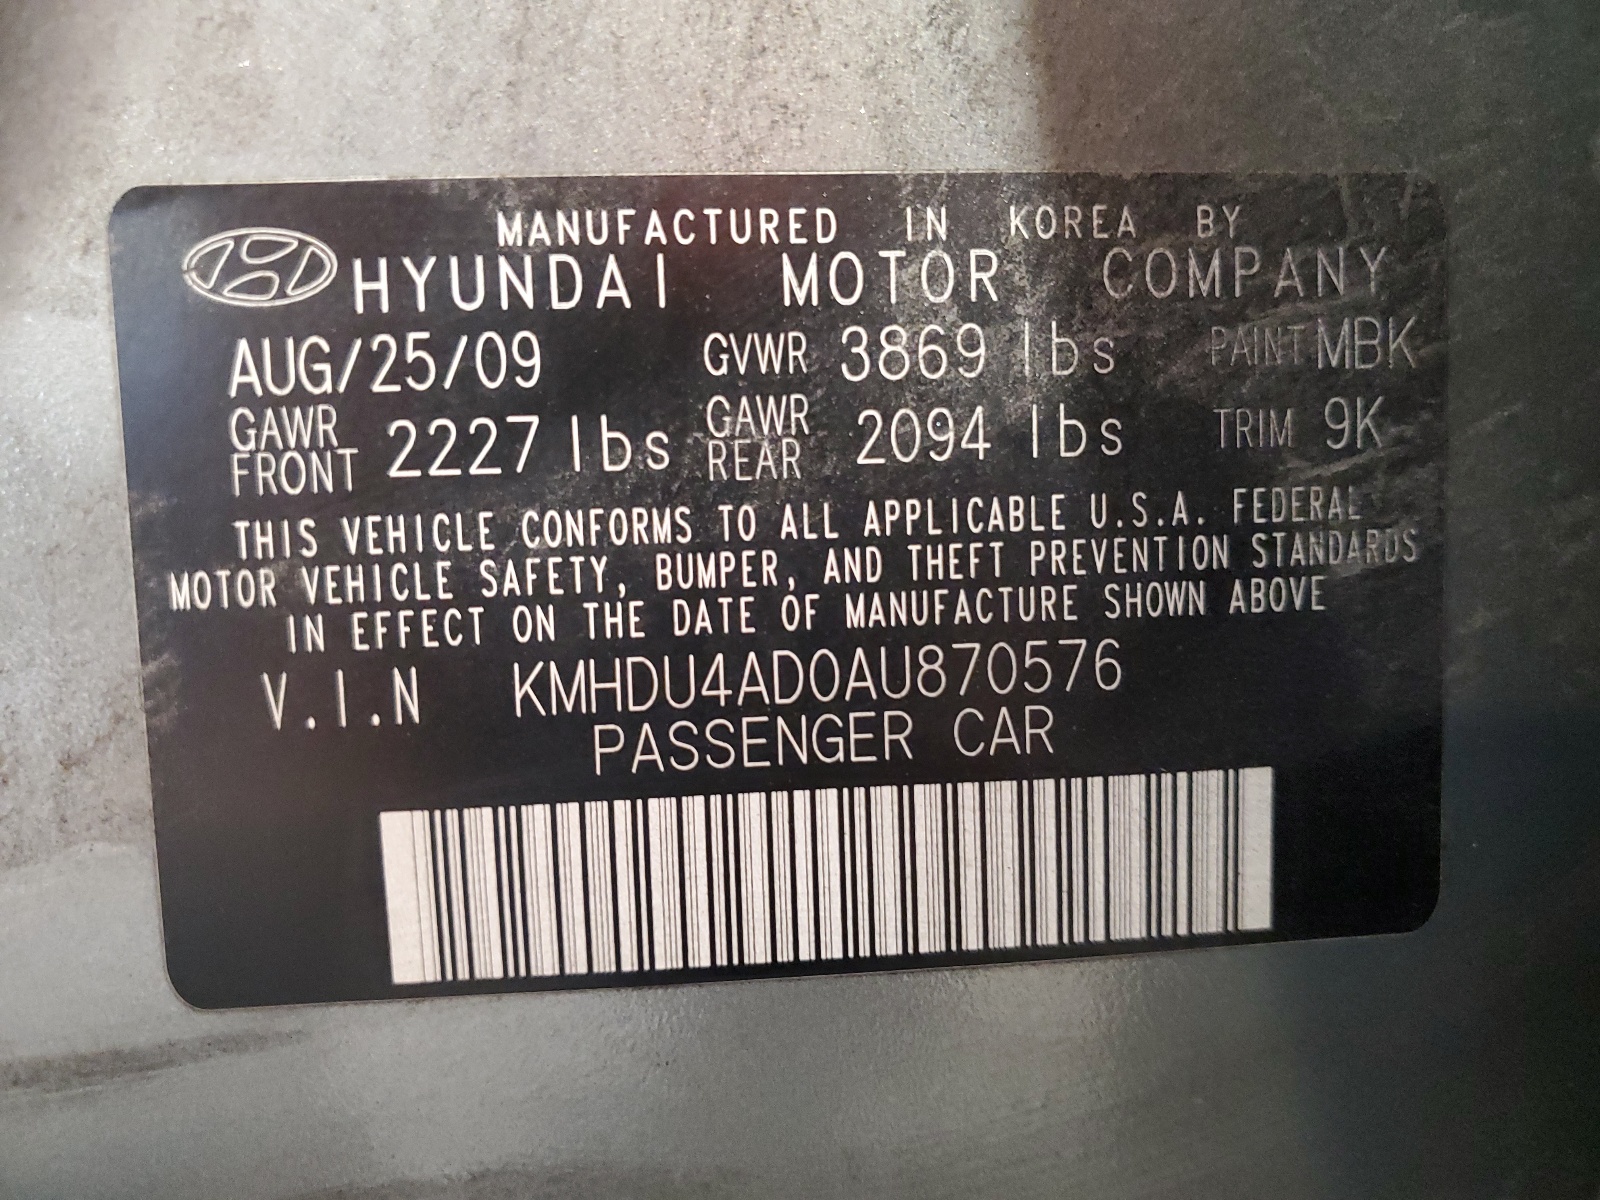 MANUFACTURED IN KOREA BY
HYUNDAI MOTOR COMPANY
AUG/25/09 GVWR 3869 lbs PAINT MBK
GAWR FRONT 2227 lbs GAWR REAR 2094 lbs TRIM 9K
THIS VEHICLE CONFORMS TO ALL APPLICABLE U.S.A. FEDERAL
MOTOR VEHICLE SAFETY, BUMPER, AND THEFT PREVENTION STANDARDS
IN EFFECT ON THE DATE OF MANUFACTURE SHOWN ABOVE
V.I.N KMHDU4AD0AU870576
PASSENGER CAR